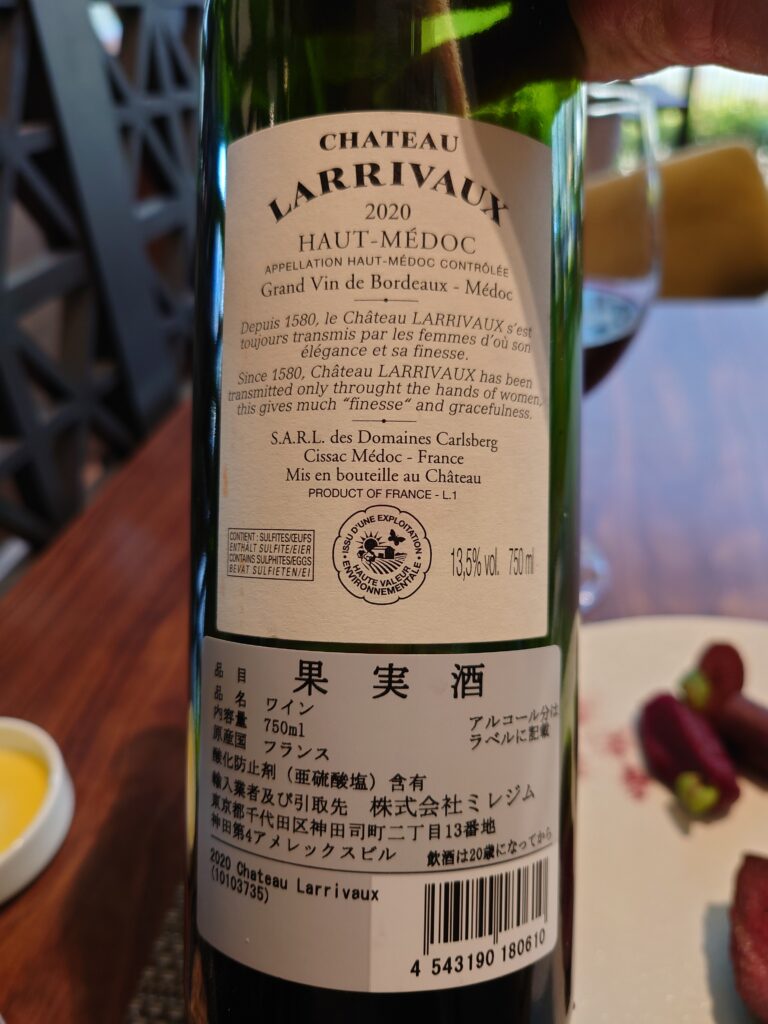 CHATEAU
LARRIVAUX
2020
HAUT-MÉDOC
APPELLATION HAUT-MÉDOC CONTRÔLÉE
Grand Vin de Bordeaux - Médoc
Depuis 1580, le Château LARRIVAUX s'est
toujours transmis par les femmes d'où son
élégance et sa finesse.
Since 1580, Château LARRIVAUX has been
transmitted only throught the hands of women,
this gives much "finesse" and gracefulness.
S.A.R.L. des Domaines Carlsberg
Cissac Médoc - France
Mis en bouteille au Château
PRODUCT OF FRANCE - L.1
CONTIENT : SULFITES/ŒUFS
ENTHÄLT SULFITE/EIER
CONTAINS SULPHITES/EGGS
BEVAT SULFIETEN/EI
ISSU D'UNE EXPLOITATION
HAUTE VALEUR
ENVIRONNEMENTALE
13,5% vol. 750 ml
品目 果実酒
品名 ワイン
内容量 750ml
アルコール分は
ラベルに記載
原産国 フランス
酸化防止剤（亜硫酸塩）含有
輸入業者及び引取先 株式会社ミレジム
東京都千代田区神田司町二丁目13番地
神田第4アメレックスビル 飲酒は20歳になってから
2020 Chateau Larrivaux
(10103735)
4 543190 180610